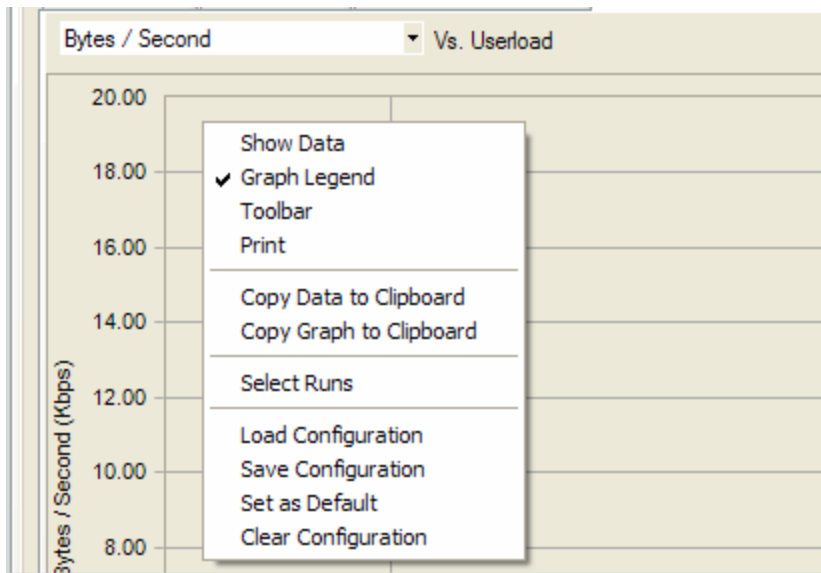 Bytes / Second Vs. Userload
20.00
18.00
16.00
14.00
12.00
10.00
8.00
Bytes / Second (Kbps)
Show Data
Graph Legend
Toolbar
Print
Copy Data to Clipboard
Copy Graph to Clipboard
Select Runs
Load Configuration
Save Configuration
Set as Default
Clear Configuration